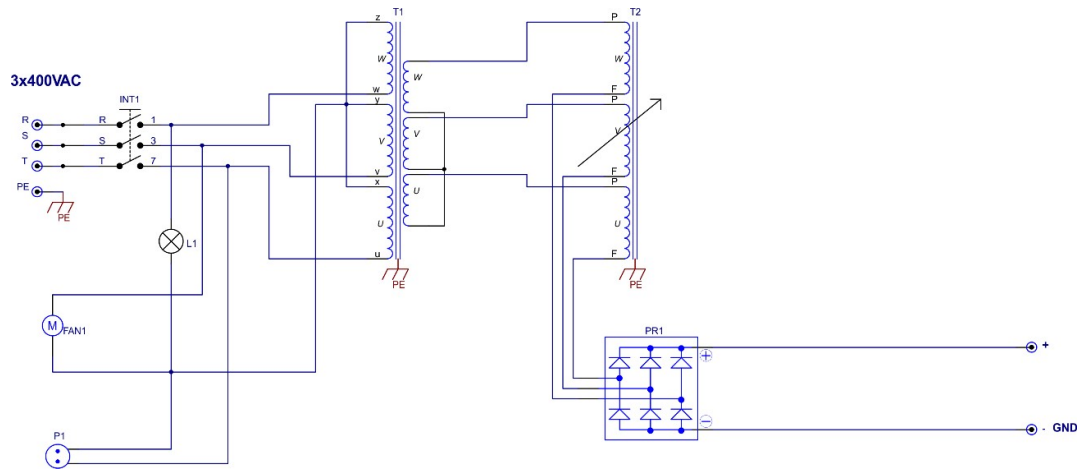 T1
T2
z
P
W
W
W
3x400VAC
w
F
INT1
y
P
R
R
1
S
S
3
V
V
V
T
T
7
v
F
x
P
PE
U
U
U
PE
L1
u
F
PE
PE
M
FAN1
PR1
+
+
-
- GND
P1